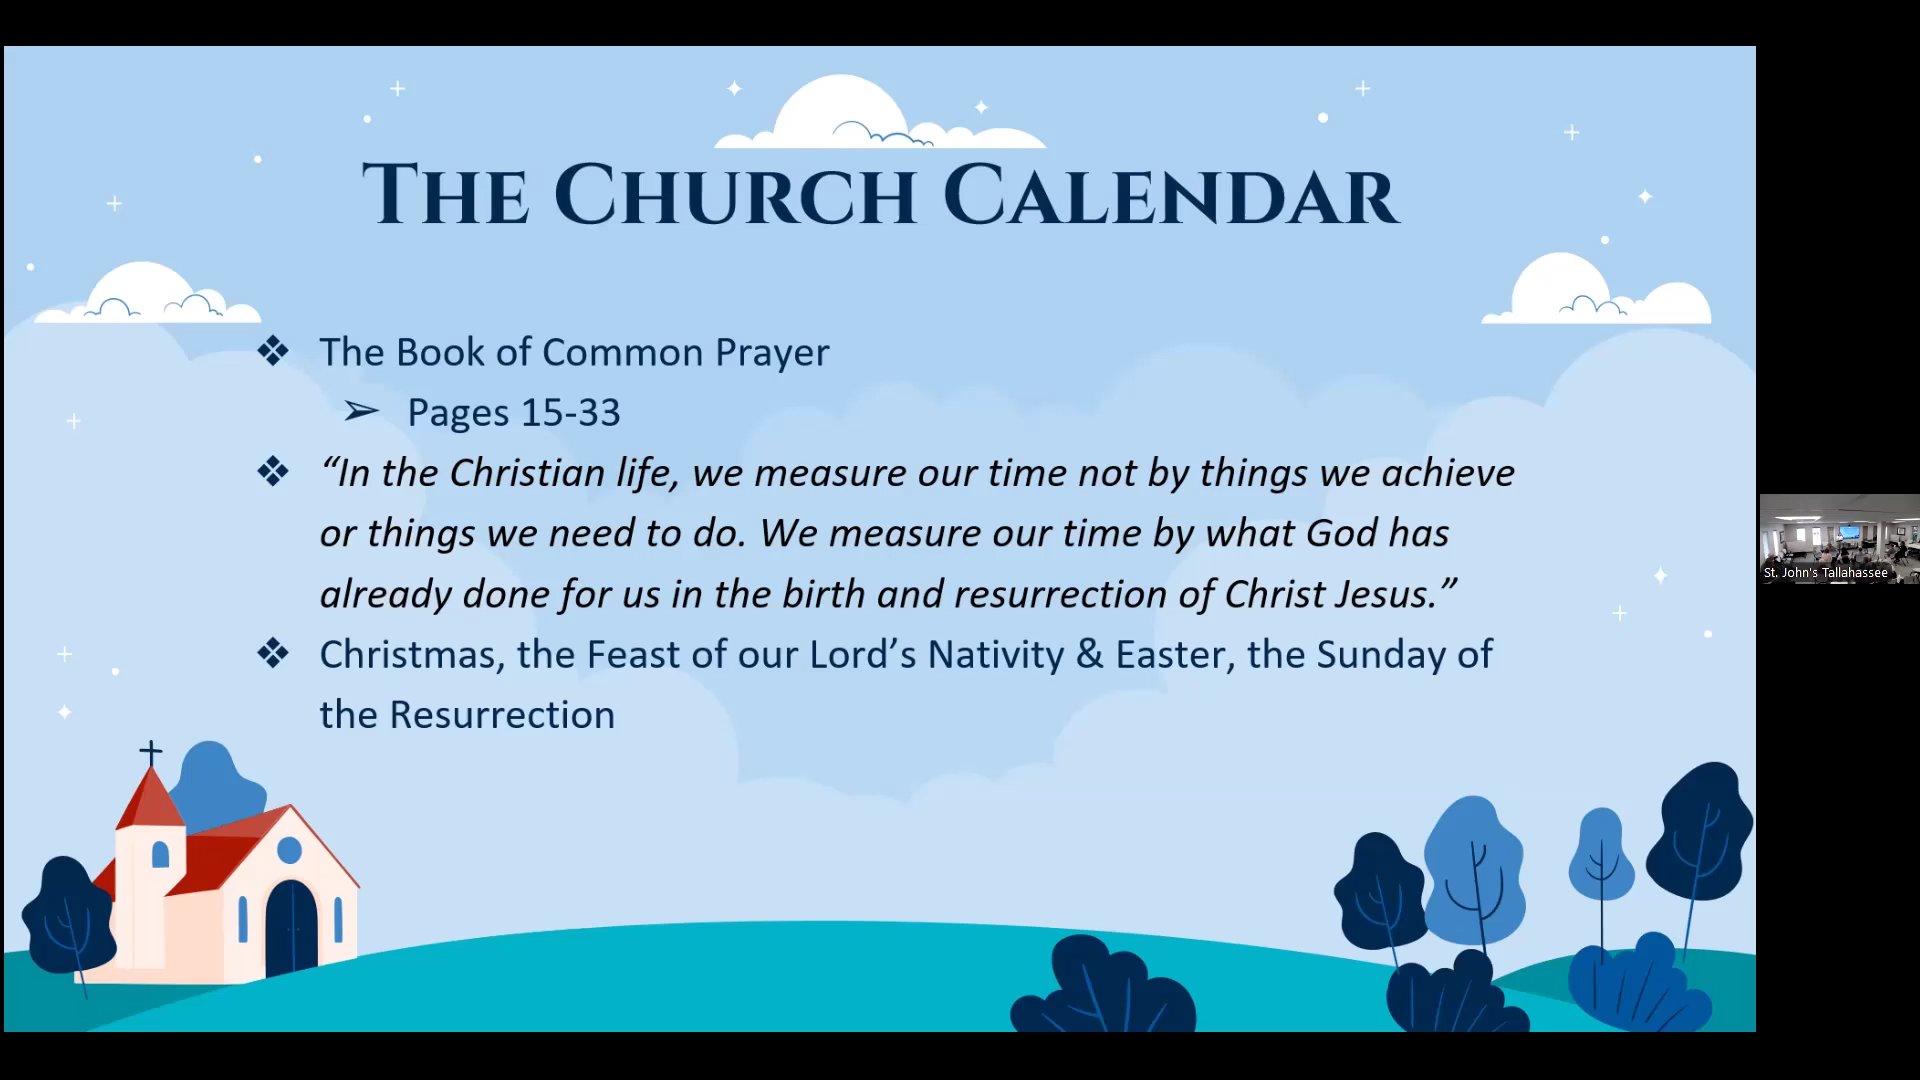 The Church Calendar
❖ The Book of Common Prayer
➢ Pages 15-33
❖ “In the Christian life, we measure our time not by things we achieve
or things we need to do. We measure our time by what God has
already done for us in the birth and resurrection of Christ Jesus.”
❖ Christmas, the Feast of our Lord’s Nativity & Easter, the Sunday of
the Resurrection
St. John's Tallahassee